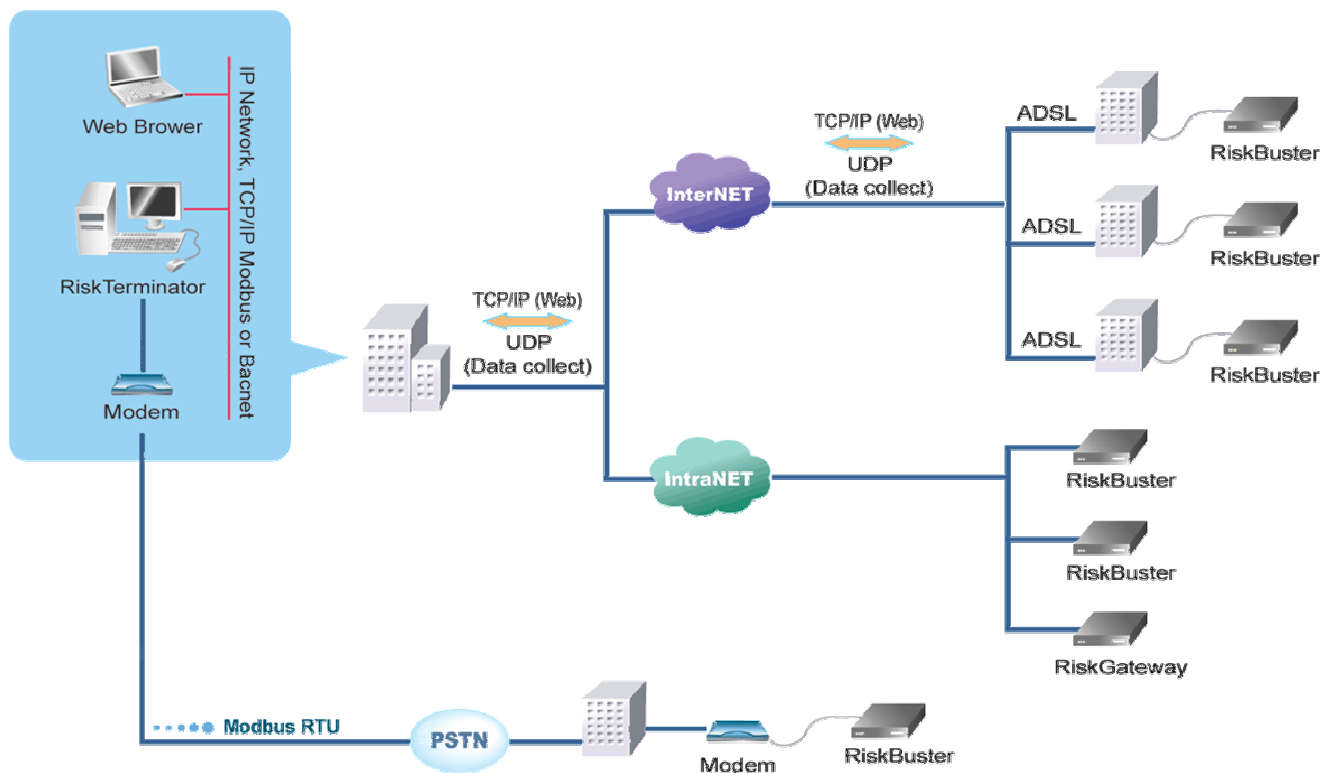 Web Brower
RiskTerminator
Modem
IP Network, TCP/IP Modbus or Bacnet
TCP/IP (Web)
UDP
(Data collect)
InterNET
TCP/IP (Web)
UDP
(Data collect)
ADSL
RiskBuster
ADSL
RiskBuster
ADSL
RiskBuster
IntraNET
RiskBuster
RiskBuster
RiskGateway
Modbus RTU
PSTN
Modem
RiskBuster